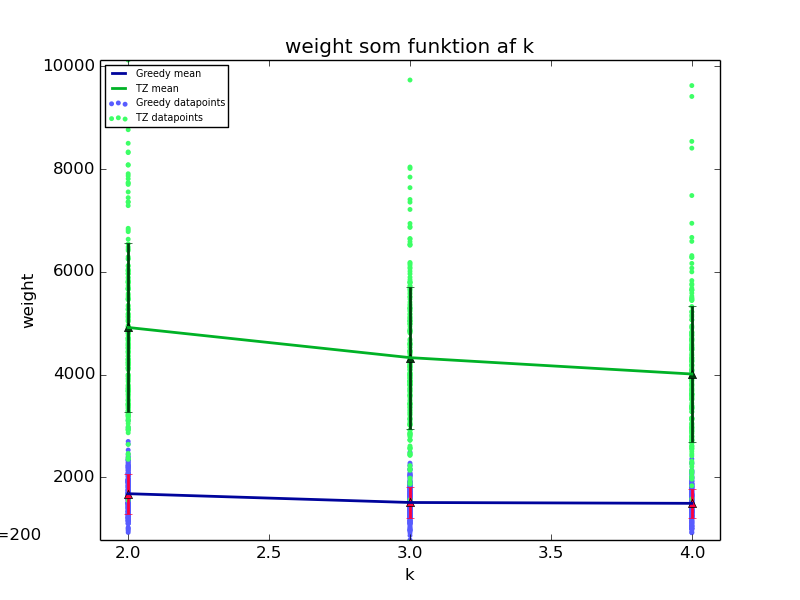 weight som funktion af k
10000
8000
6000
4000
2000
weight
Greedy mean
TZ mean
Greedy datapoints
TZ datapoints
=200
2.0 2.5 3.0 3.5 4.0
k